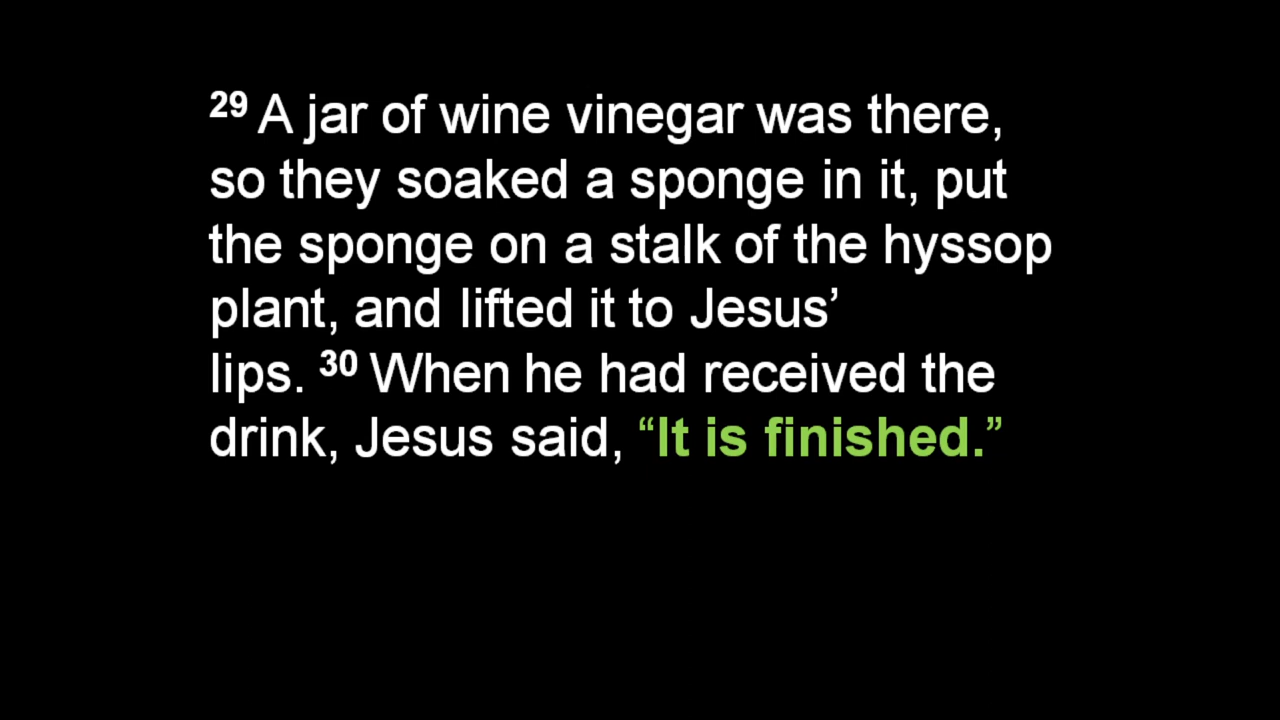 29 A jar of wine vinegar was there,
so they soaked a sponge in it, put
the sponge on a stalk of the hyssop
plant, and lifted it to Jesus’
lips. 30 When he had received the
drink, Jesus said, “It is finished.”